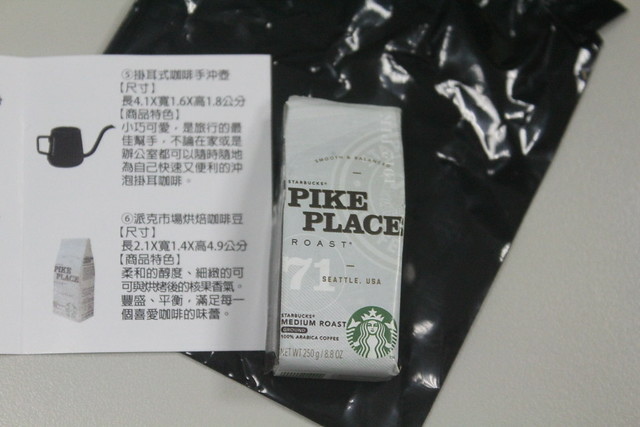 ⑤掛耳式咖啡手沖壺
【尺寸】
長4.1X寬1.6X高1.8公分
【商品特色】
小巧可愛，是旅行的最
佳幫手，不論在家或是
辦公室都可以隨時隨地
為自己快速又便利的沖
泡掛耳咖啡。
⑥派克市場烘焙咖啡豆
【尺寸】
長2.1X寬1.4X高4.9公分
【商品特色】
柔和的醇度、細緻的可
可與烘烤後的核果香氣。
豐盛、平衡，滿足每一
個喜愛咖啡的味蕾。
PIKE
PLACE
SMOOTH & BALANCED
STARBUCKS®
PIKE
PLACE
ROAST®
71
SEATTLE, USA
STARBUCKS®
MEDIUM ROAST
GROUND
100% ARABICA COFFEE
NET WT 250 g / 8.8 OZ